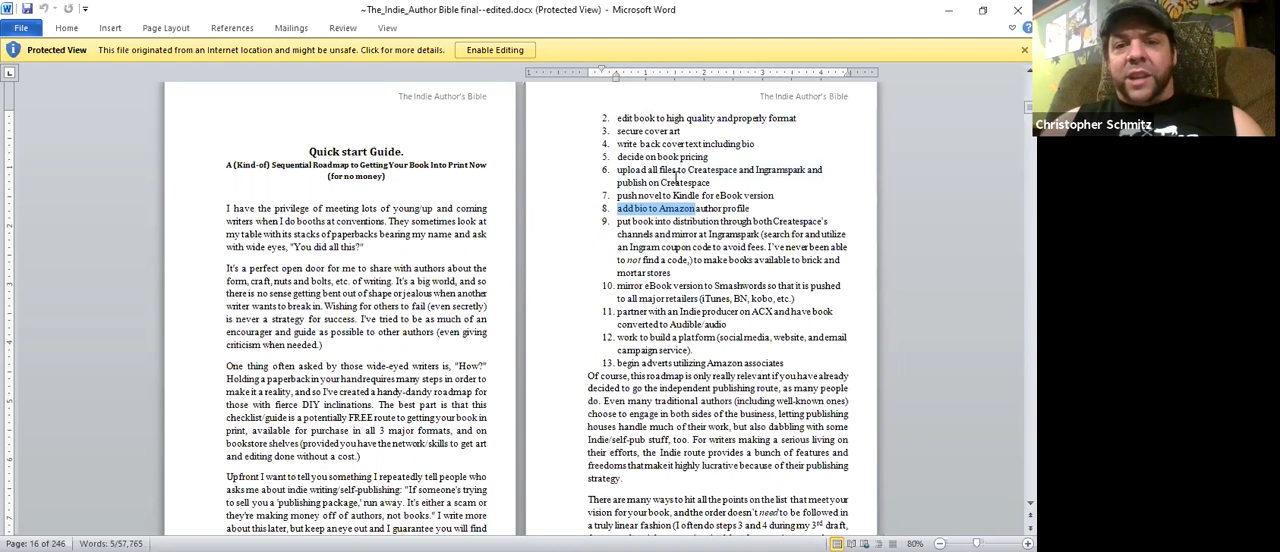 ~The_Indie_Author Bible final--edited.docx (Protected View) - Microsoft Word
File Home Insert Page Layout References Mailings Review View
Protected View This file originated from an Internet location and might be unsafe. Click for more details. Enable Editing
The Indie Author's Bible
Quick start Guide.
A (Kind-of) Sequential Roadmap to Getting Your Book Into Print Now
(for no money)
I have the privilege of meeting lots of young/up and coming
writers when I do booths at conventions. They sometimes look at
my table with its stacks of paperbacks bearing my name and ask
with wide eyes, "You did all this?"
It's a perfect open door for me to share with authors about the
form, craft, nuts and bolts, etc. of writing. It's a big world, and so
there is no sense getting bent out of shape or jealous when another
writer wants to break in. Wishing for others to fail (even secretly)
is never a strategy for success. I've tried to be as much of an
encourager and guide as possible to other authors (even giving
criticism when needed.)
One thing often asked by those wide-eyed writers is, "How?"
Holding a paperback in your hand requires many steps in order to
make it a reality, and so I've created a handy-dandy roadmap for
those with fierce DIY inclinations. The best part is that this
checklist/guide is a potentially FREE route to getting your book in
print, available for purchase in all 3 major formats, and on
bookstore shelves (provided you have the network/skills to get art
and editing done without a cost.)
Upfront I want to tell you something I repeatedly tell people who
asks me about indie writing/self-publishing: "If someone's trying
to sell you a 'publishing package,' run away. It's either a scam or
they're making money off of authors, not books." I write more
about this later, but keep an eye out and I guarantee you will find
The Indie Author's Bible
2. edit book to high quality and properly format
3. secure cover art
4. write back cover text including bio
5. decide on book pricing
6. upload all files to Createspace and Ingramspark and
publish on Createspace
7. push novel to Kindle for eBook version
8. add bio to Amazon author profile
9. put book into distribution through both Createspace's
channels and mirror at Ingramspark (search for and utilize
an Ingram coupon code to avoid fees. I've never been able
to not find a code,) to make books available to brick and
mortar stores
10. mirror eBook version to Smashwords so that it is pushed
to all major retailers (iTunes, BN, kobo, etc.)
11. partner with an Indie producer on ACX and have book
converted to Audible/audio
12. work to build a platform (social media, website, and email
campaign service).
13. begin adverts utilizing Amazon associates
Of course, this roadmap is only really relevant if you have already
decided to go the independent publishing route, as many people
do. Even many traditional authors (including well-known ones)
choose to engage in both sides of the business, letting publishing
houses handle much of their work, but also dabbling with some
Indie/self-pub stuff, too. For writers making a serious living on
their efforts, the Indie route provides a bunch of features and
freedoms that make it highly lucrative because of their publishing
strategy.
There are many ways to hit all the points on the list that meet your
vision for your book, and the order doesn't need to be followed in
a truly linear fashion (I often do steps 3 and 4 during my 3rd draft,
Christopher Schmitz
Page: 16 of 246 Words: 5/57,765 80%